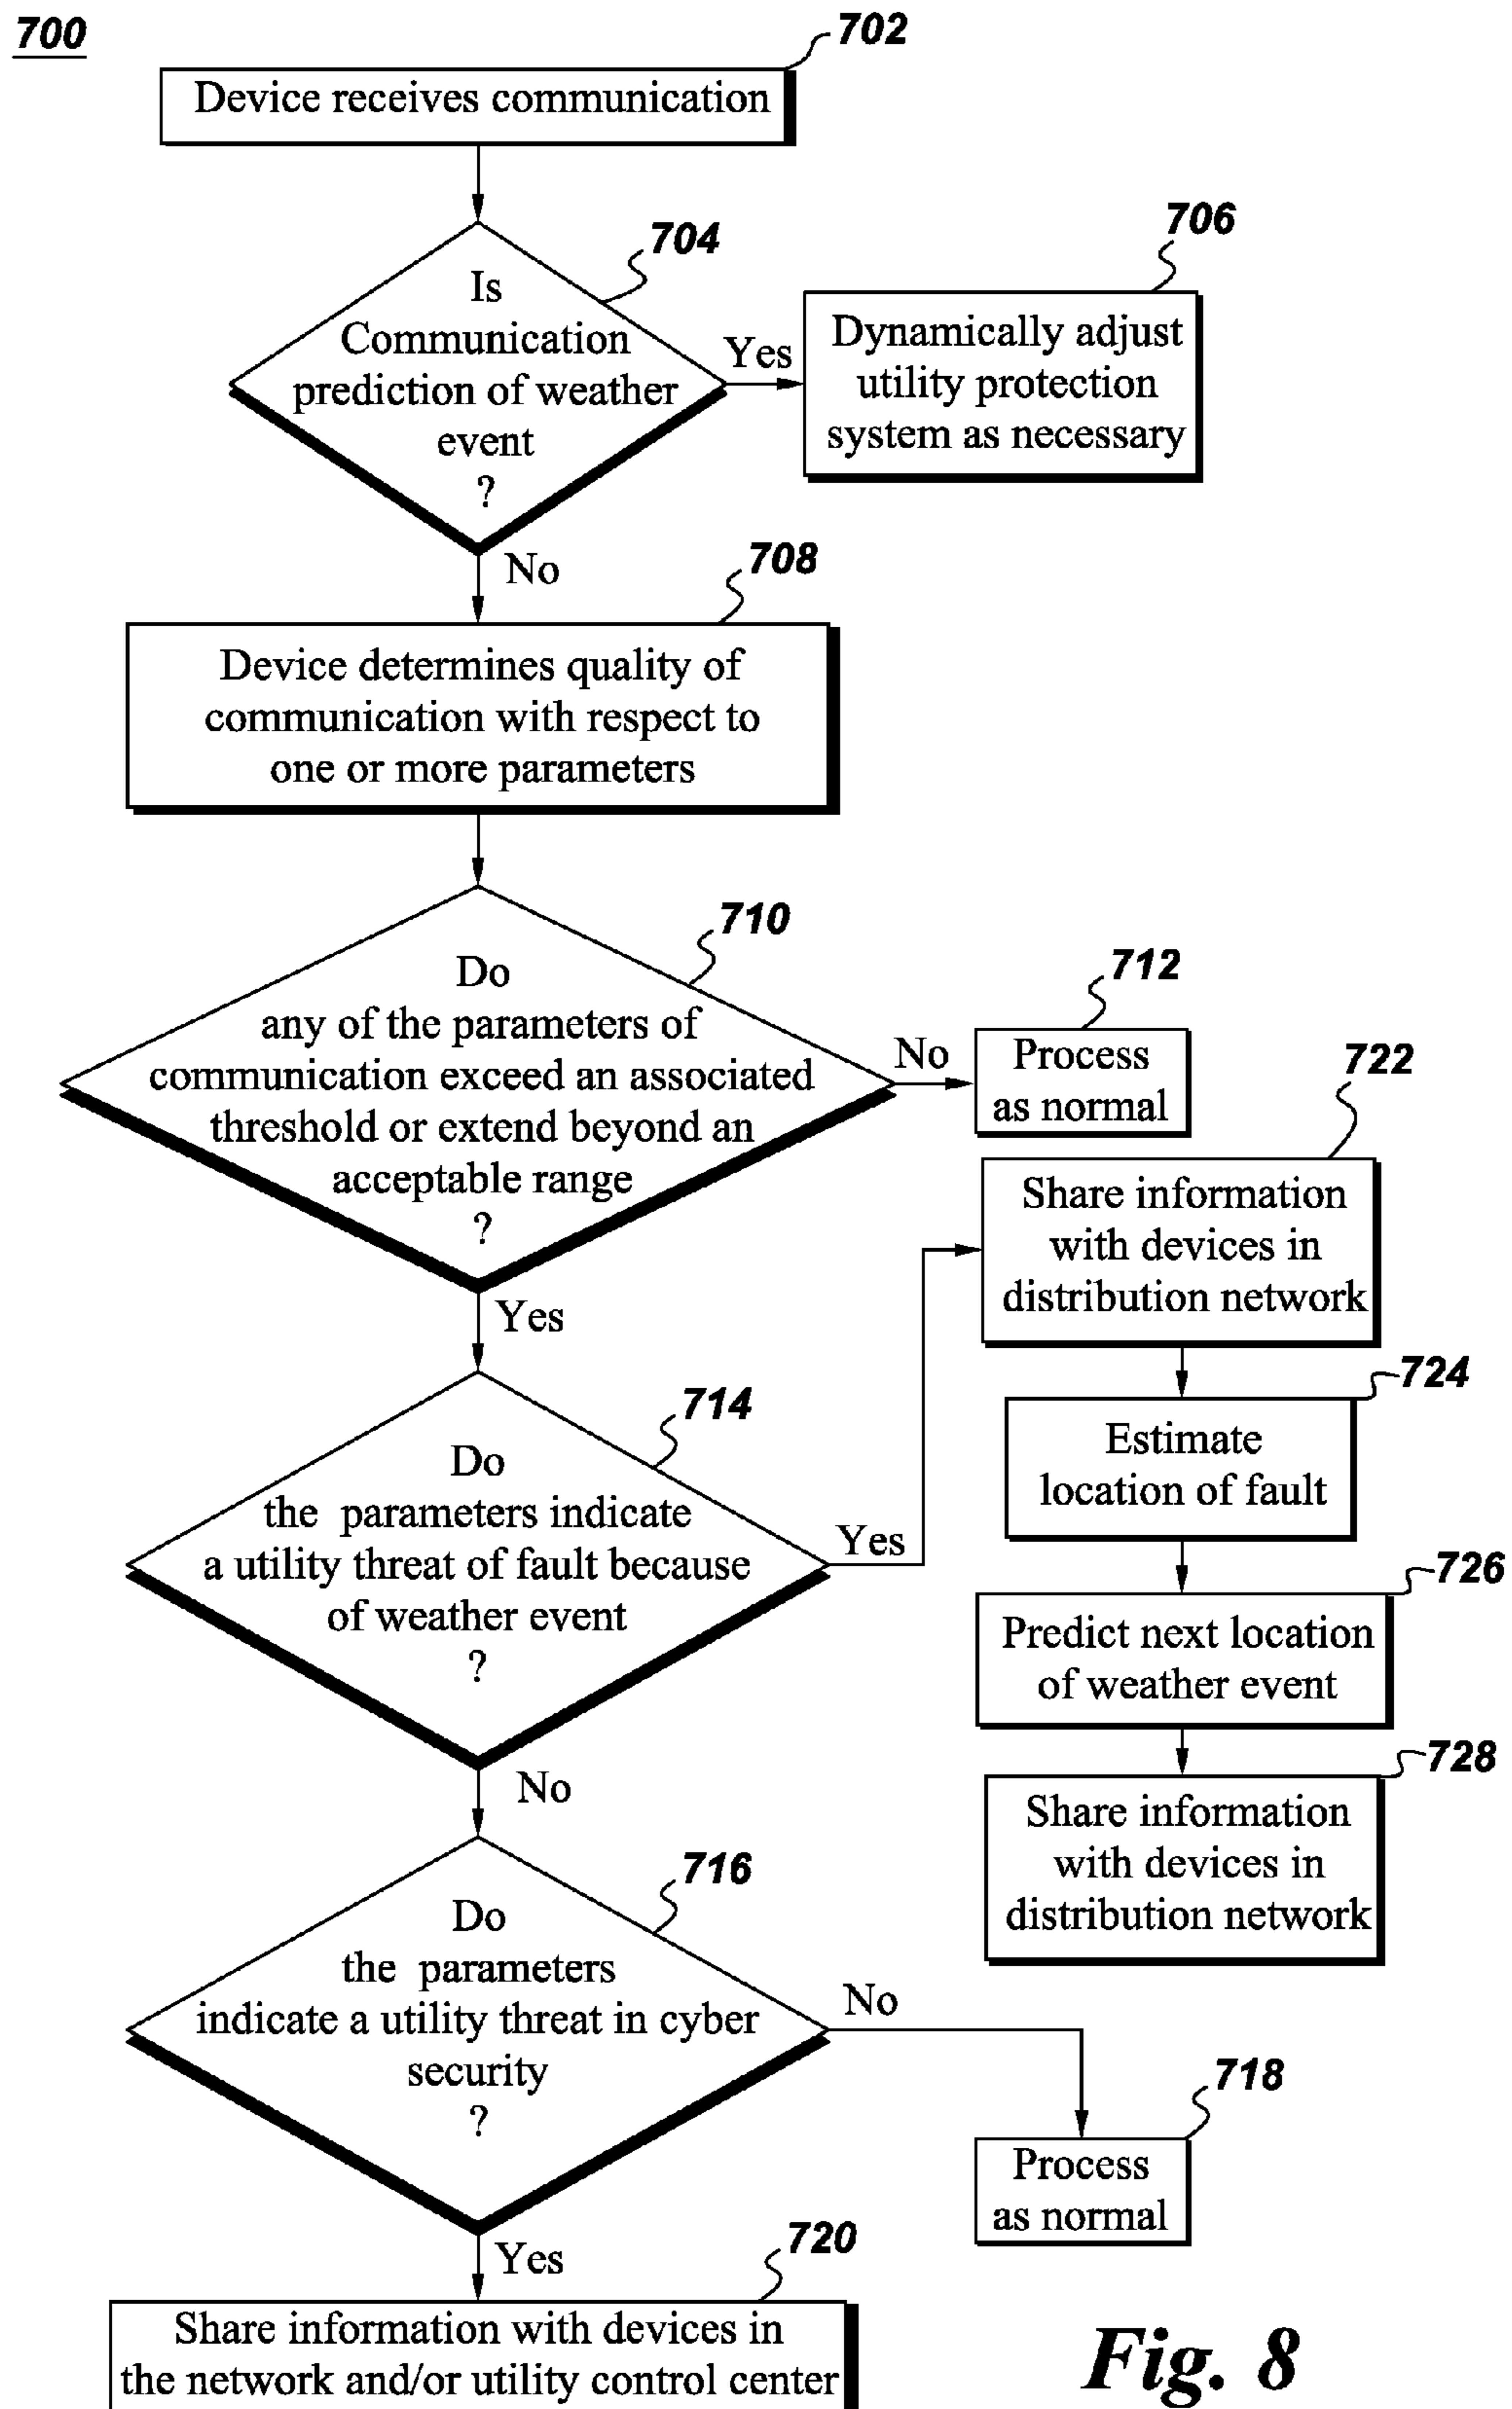 700
702
Device receives communication
704
Is
Communication
prediction of weather
event
?
Yes
706
Dynamically adjust
utility protection
system as necessary
No
708
Device determines quality of
communication with respect to
one or more parameters
710
Do
any of the parameters of
communication exceed an associated
threshold or extend beyond an
acceptable range
?
No
712
Process
as normal
Yes
714
Do
the parameters indicate
a utility threat of fault because
of weather event
?
Yes
722
Share information
with devices in
distribution network
724
Estimate
location of fault
726
Predict next location
of weather event
728
Share information
with devices in
distribution network
No
716
Do
the parameters
indicate a utility threat in cyber
security
?
No
718
Process
as normal
Yes
720
Share information with devices in
the network and/or utility control center
Fig. 8